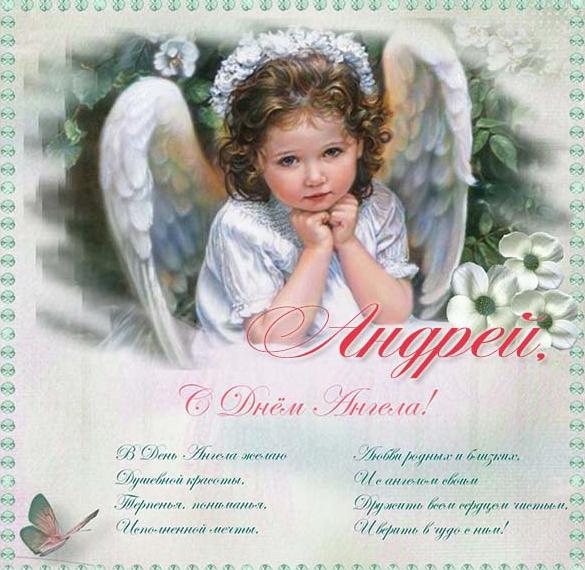 Андрей,
С Днём Ангела!
В День Ангела желаю
Душевной красоты,
Терпенья, пониманья,
Исполненной мечты.
Любви родных и близких,
И с ангелом своим
Дружить всем сердцем чистым,
И верить в чудо с ним!